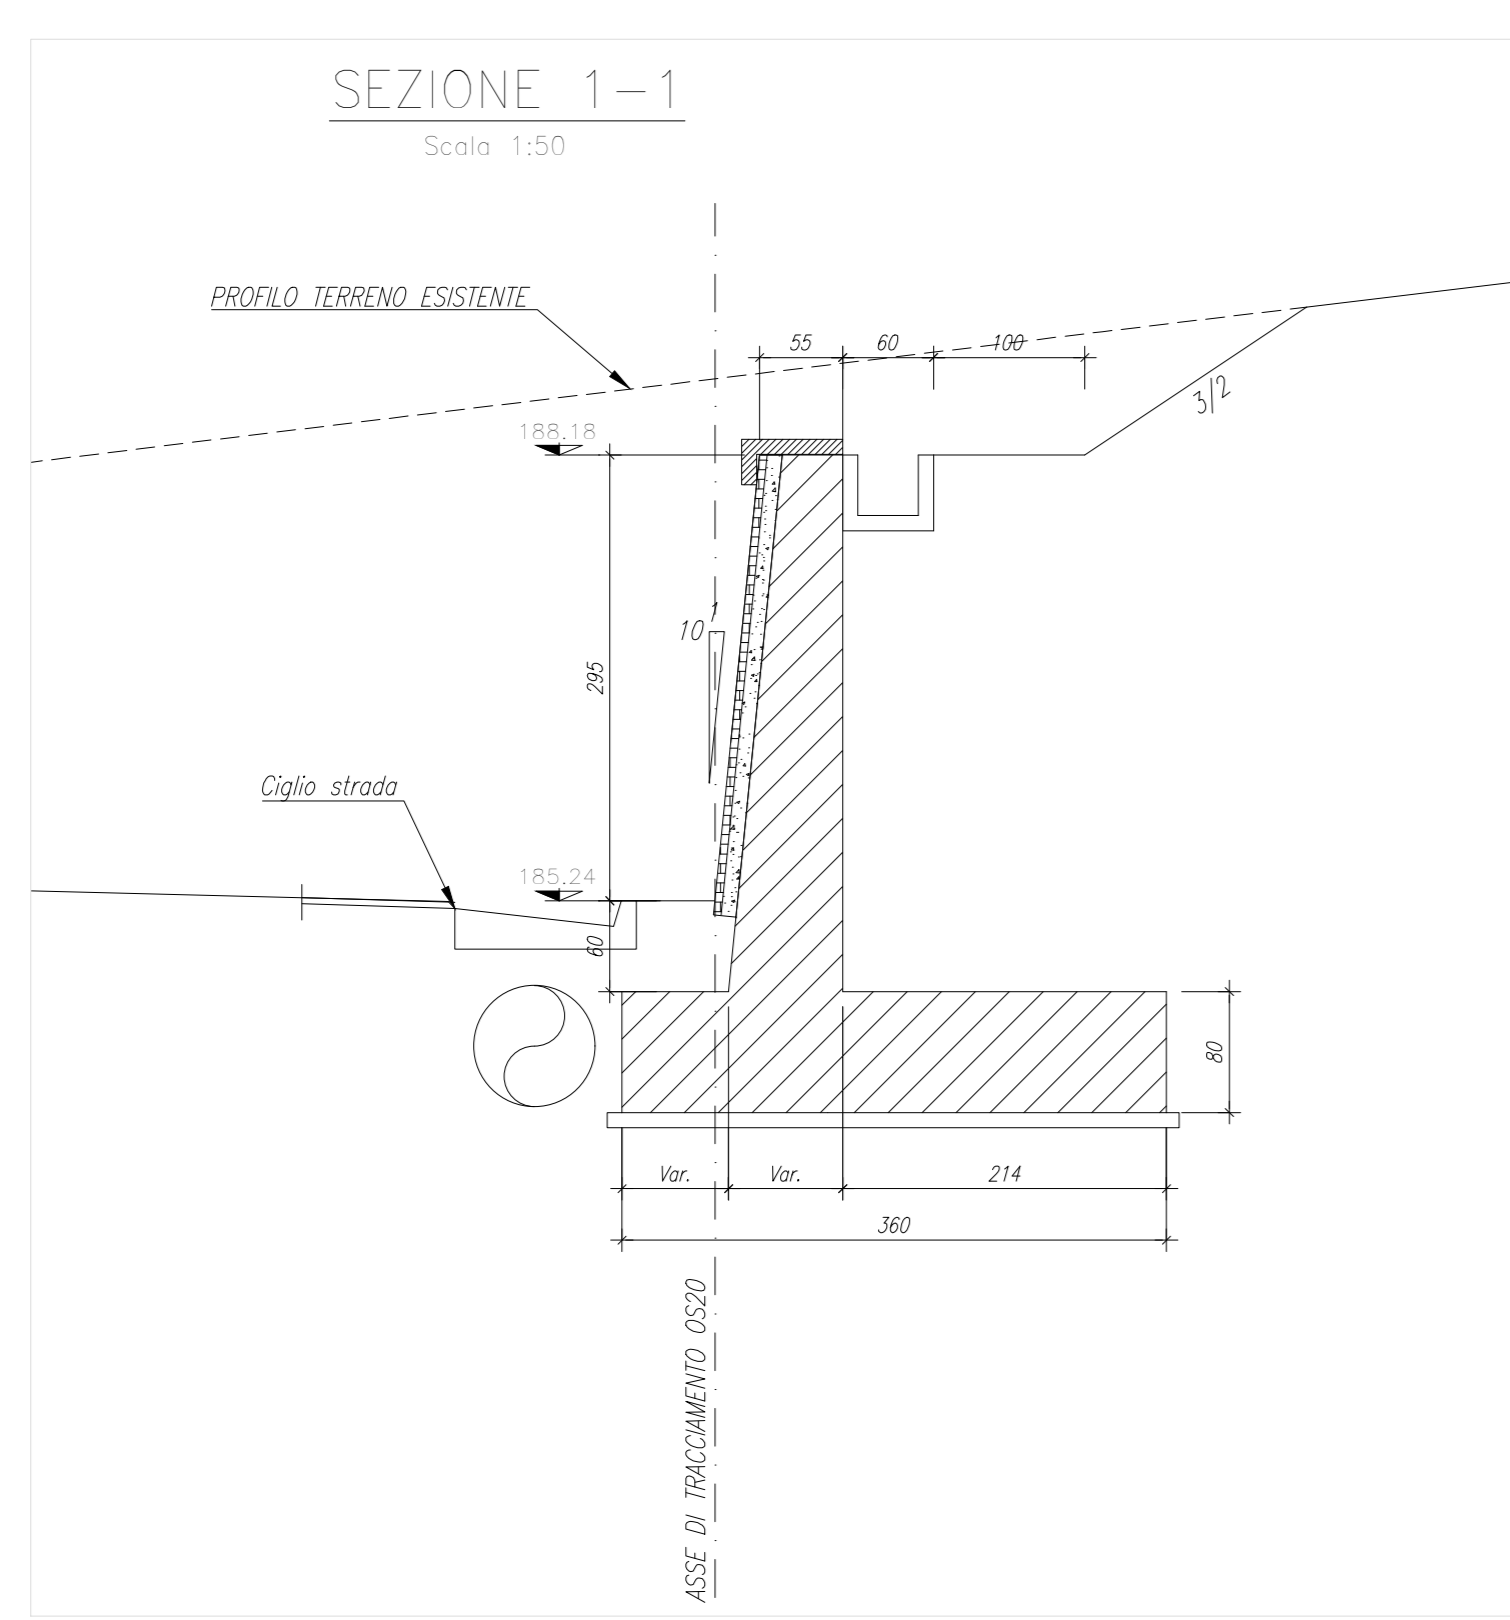 SEZIONE 1-1
Scala 1:50
PROFILO TERRENO ESISTENTE
55
60
100
3/2
188.18
1
10
295
Ciglio strada
185.24
60
80
Var.
Var.
214
360
ASSE DI TRACCIAMENTO OS20